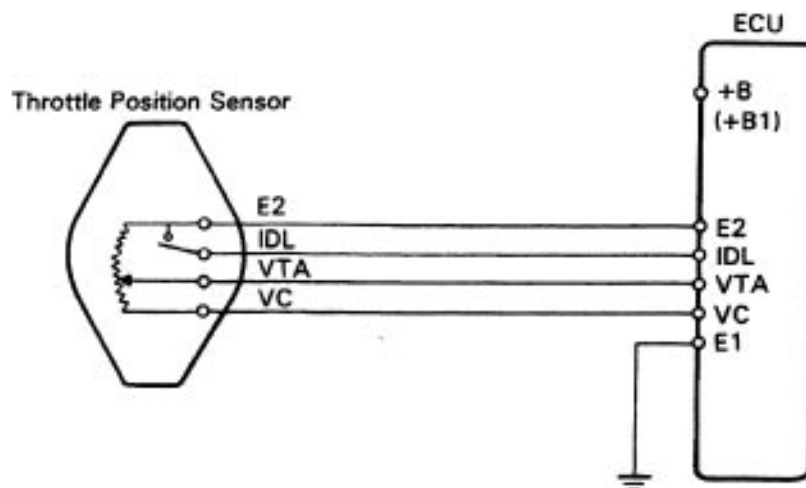 ECU
+B
(+B1)
Throttle Position Sensor
E2
IDL
VTA
VC
E2
IDL
VTA
VC
E1